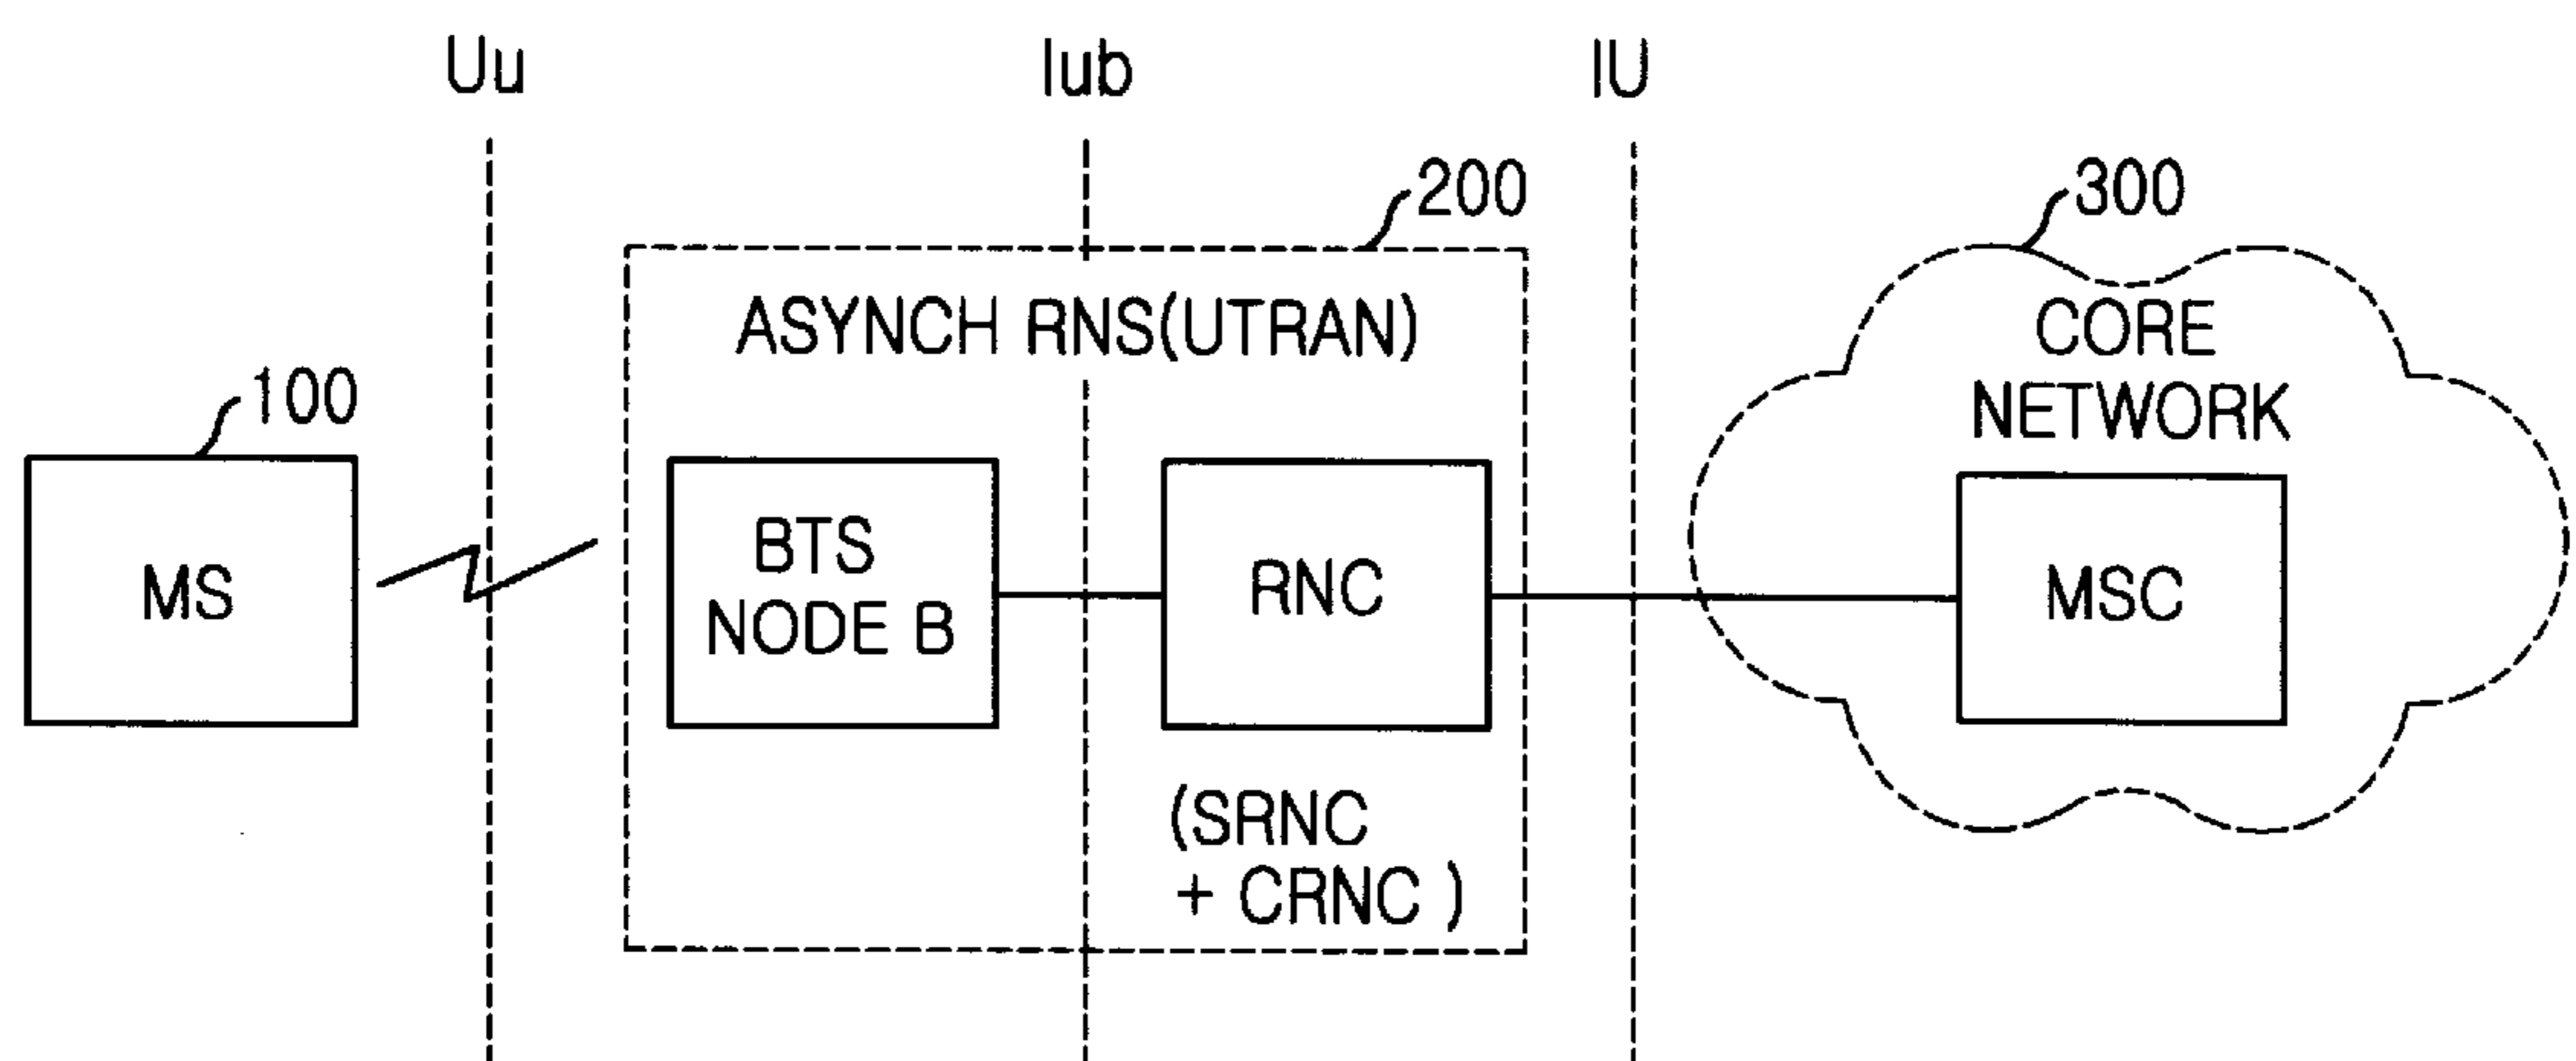 Uu
Iub
IU
200
300
ASYNCH RNS(UTRAN)
CORE
NETWORK
100
MS
BTS
NODE B
RNC
MSC
(SRNC
+ CRNC )